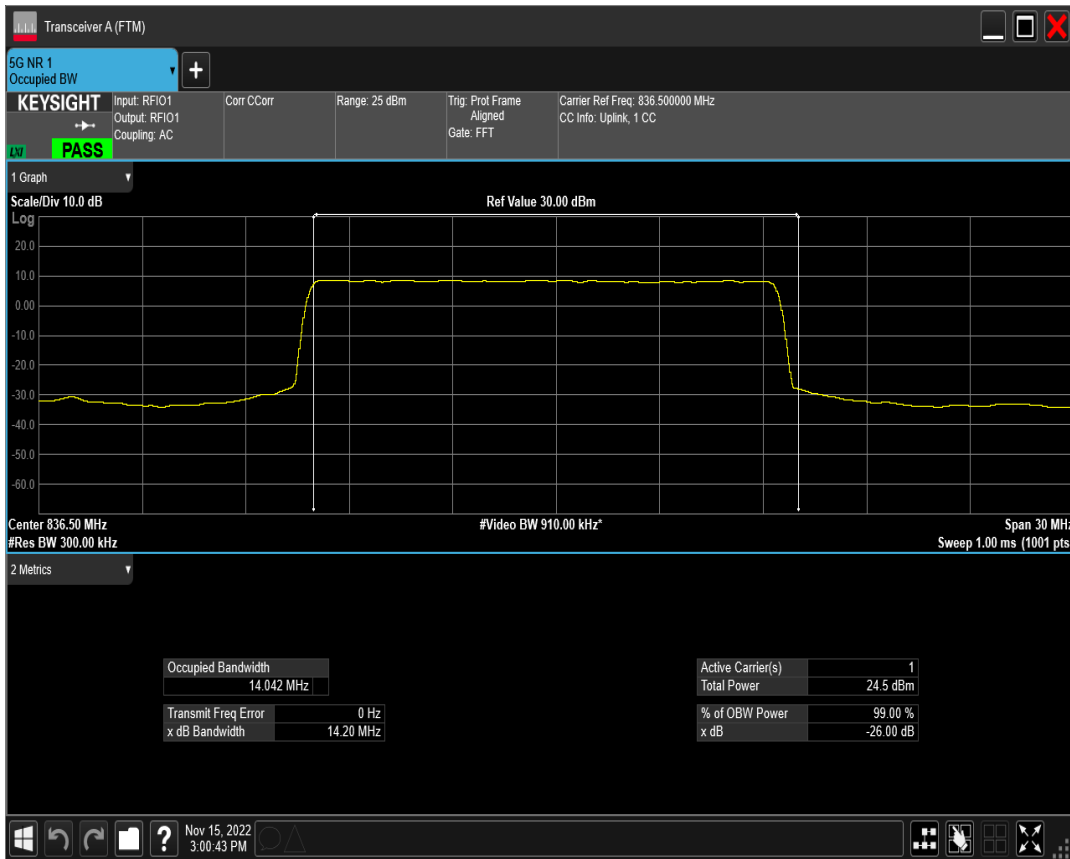 Transceiver A (FTM)
5G NR 1
Occupied BW
+
KEYSIGHT
LXI
PASS
Input: RFIO1
Output: RFIO1
Coupling: AC
Corr CCorr
Range: 25 dBm
Trig: Prot Frame
Aligned
Gate: FFT
Carrier Ref Freq: 836.500000 MHz
CC Info: Uplink, 1 CC
1 Graph
Scale/Div 10.0 dB
Ref Value 30.00 dBm
Log
20.0
10.0
0.00
-10.0
-20.0
-30.0
-40.0
-50.0
-60.0
Center 836.50 MHz
#Video BW 910.00 kHz*
Span 30 MHz
#Res BW 300.00 kHz
Sweep 1.00 ms (1001 pts
2 Metrics
Occupied Bandwidth
14.042 MHz
Transmit Freq Error 0 Hz
x dB Bandwidth 14.20 MHz
Active Carrier(s) 1
Total Power 24.5 dBm
% of OBW Power 99.00 %
x dB -26.00 dB
?
Nov 15, 2022
3:00:43 PM